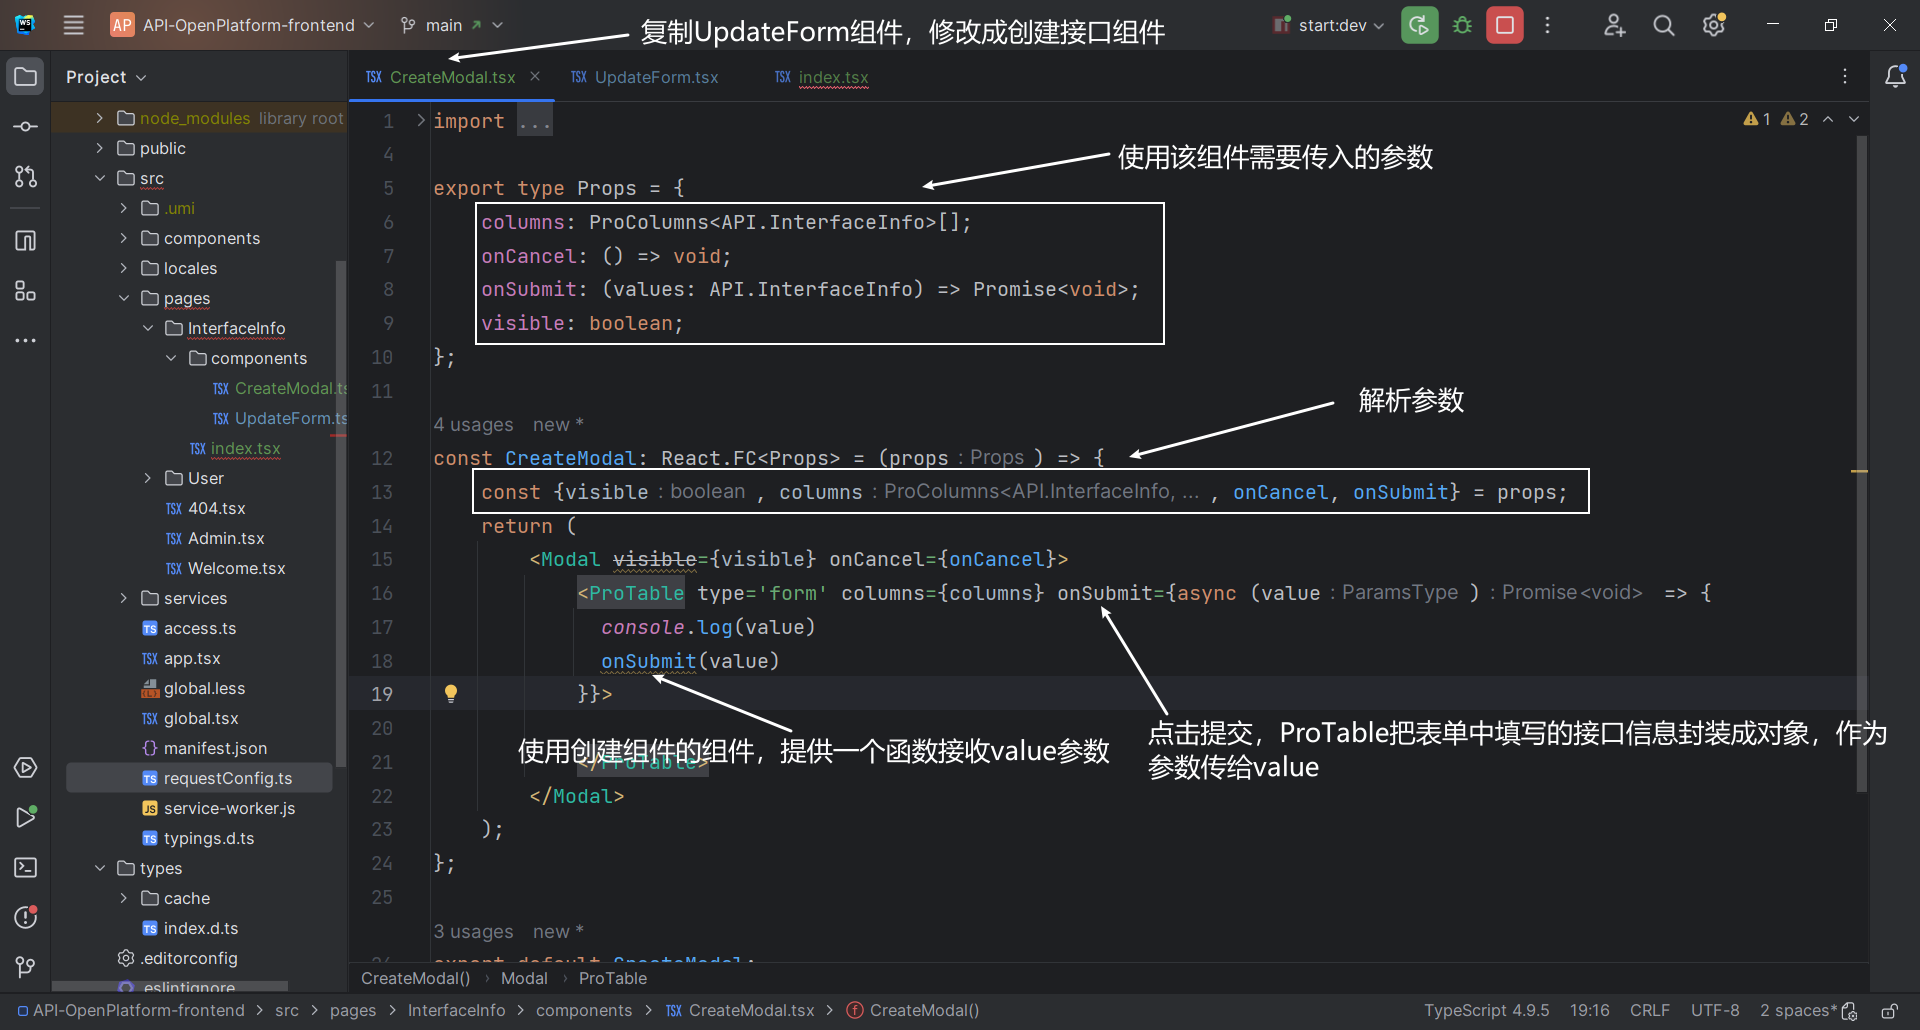 WS
AP API-OpenPlatform-frontend main start:dev
复制UpdateForm组件，修改成创建接口组件
Project
CreateModal.tsx UpdateForm.tsx index.tsx
node_modules library root
public
src
.umi
components
locales
pages
InterfaceInfo
components
CreateModal.ts
UpdateForm.ts
index.tsx
User
404.tsx
Admin.tsx
Welcome.tsx
services
access.ts
app.tsx
global.less
global.tsx
manifest.json
requestConfig.ts
service-worker.js
typings.d.ts
types
cache
index.d.ts
.editorconfig
.eslintignore
1 import ...
1 2
4
使用该组件需要传入的参数
5 export type Props = {
6 columns: ProColumns<API.InterfaceInfo>[];
7 onCancel: () => void;
8 onSubmit: (values: API.InterfaceInfo) => Promise<void>;
9 visible: boolean;
10 };
11
解析参数
4 usages new *
12 const CreateModal: React.FC<Props> = (props : Props ) => {
13 const {visible : boolean , columns : ProColumns<API.InterfaceInfo, ... , onCancel, onSubmit} = props;
14 return (
15 <Modal visible={visible} onCancel={onCancel}>
16 <ProTable type='form' columns={columns} onSubmit={async (value : ParamsType ) : Promise<void> => {
17 console.log(value)
18 onSubmit(value)
19 }}>
20
使用创建组件的组件，提供一个函数接收value参数
点击提交，ProTable把表单中填写的接口信息封装成对象，作为
参数传给value
21 </ProTable>
22 </Modal>
23 );
24 };
25
3 usages new *
26 export default CreateModal;
CreateModal() › Modal › ProTable
API-OpenPlatform-frontend > src > pages > InterfaceInfo > components > CreateModal.tsx > CreateModal() TypeScript 4.9.5 19:16 CRLF UTF-8 2 spaces*